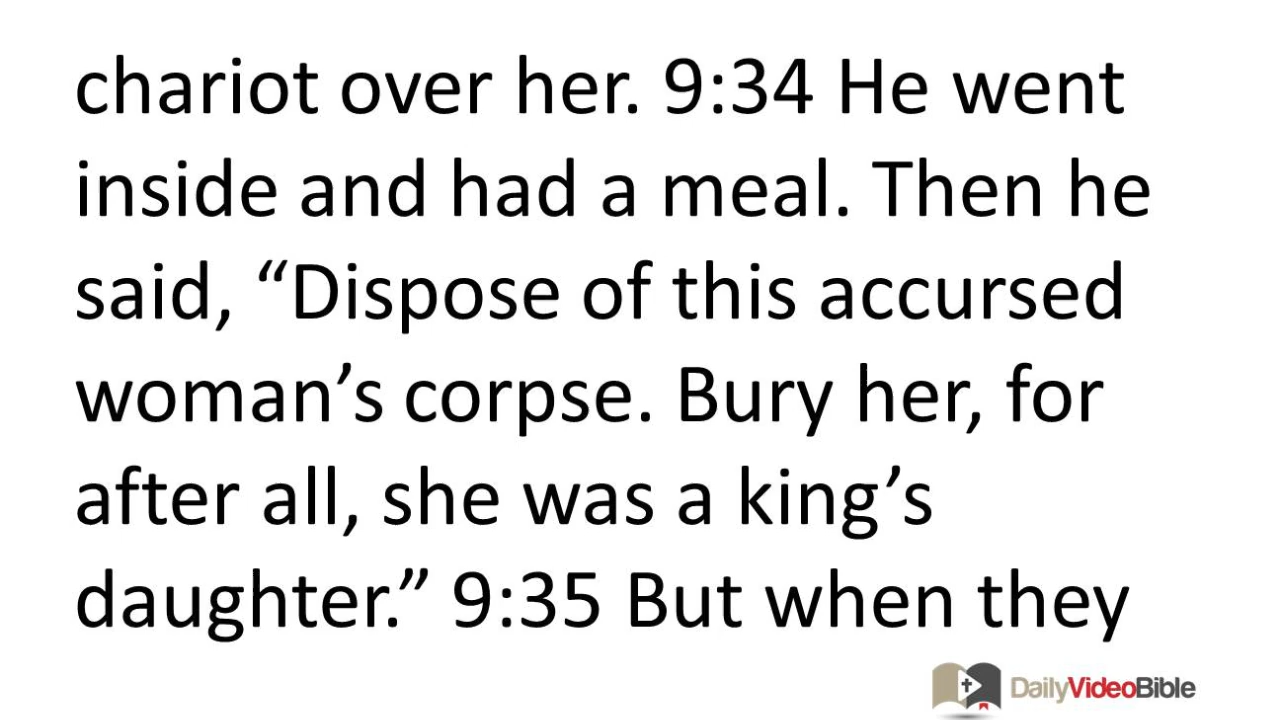 chariot over her. 9:34 He went
inside and had a meal. Then he
said, “Dispose of this accursed
woman’s corpse. Bury her, for
after all, she was a king’s
daughter.” 9:35 But when they
DailyVideoBible